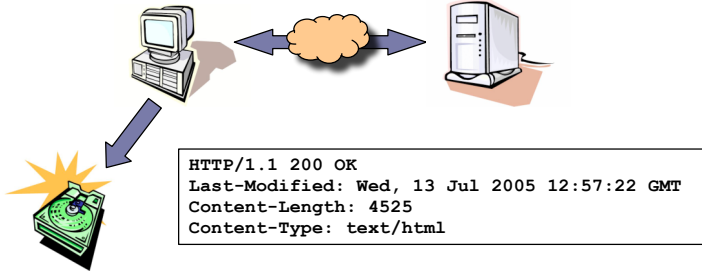 HTTP/1.1 200 OK
Last-Modified: Wed, 13 Jul 2005 12:57:22 GMT
Content-Length: 4525
Content-Type: text/html